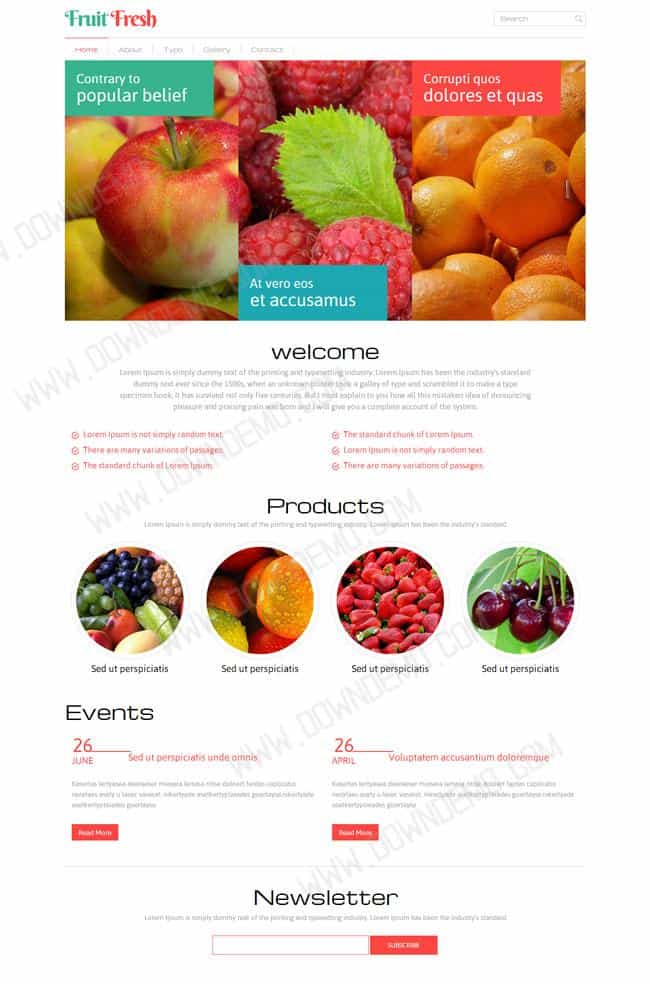 Fruit Fresh
Search
Home About Typo Gallery Contact
Contrary to
popular belief
Corrupti quos
dolores et quas
At vero eos
et accusamus
welcome
Lorem Ipsum is simply dummy text of the printing and typesetting industry. Lorem Ipsum has been the industry's standard
dummy text ever since the 1500s, when an unknown printer took a galley of type and scrambled it to make a type
specimen book. It has survived not only five centuries. But I must explain to you how all this mistaken idea of denouncing
pleasure and praising pain was born and I will give you a complete account of the system.
Lorem Ipsum is not simply random text.
The standard chunk of Lorem Ipsum.
There are many variations of passages.
Lorem Ipsum is not simply random text.
The standard chunk of Lorem Ipsum.
There are many variations of passages.
Products
Lorem Ipsum is simply dummy text of the printing and typesetting industry. Lorem Ipsum has been the industry's standard
Sed ut perspiciatis
Sed ut perspiciatis
Sed ut perspiciatis
Sed ut perspiciatis
Events
26
JUNE
Sed ut perspiciatis unde omnis
26
APRIL
Voluptatem accusantium doloremque
Read More
Read More
Newsletter
Lorem Ipsum is simply dummy text of the printing and typesetting industry. Lorem Ipsum has been the industry's standard
SUBSCRIBE
WWW.DOWNDEMO.COM